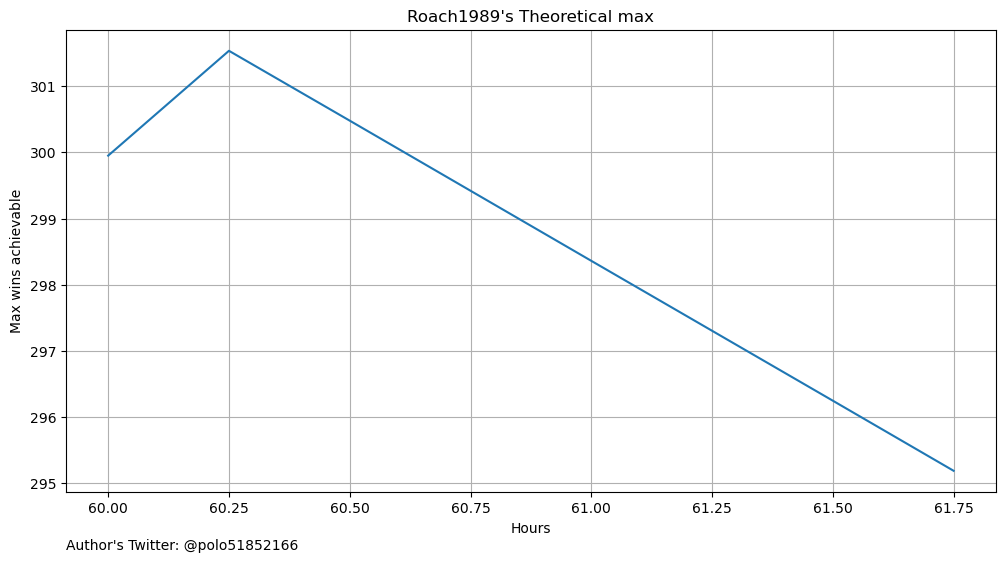 Roach1989's Theoretical max
301
300
299
298
297
296
295
Max wins achievable
60.00 60.25 60.50 60.75 61.00 61.25 61.50 61.75
Hours
Author's Twitter: @polo51852166